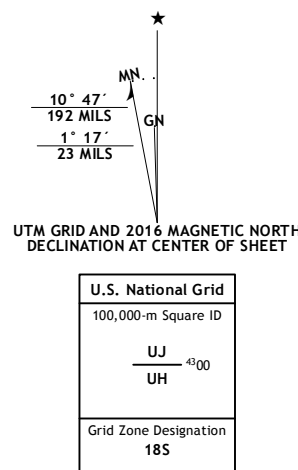 ★
MN
GN
10° 47´
192 MILS
1° 17´
23 MILS
UTM GRID AND 2016 MAGNETIC NORTH
DECLINATION AT CENTER OF SHEET
U.S. National Grid
100,000-m Square ID
UJ
4300
UH
Grid Zone Designation
18S